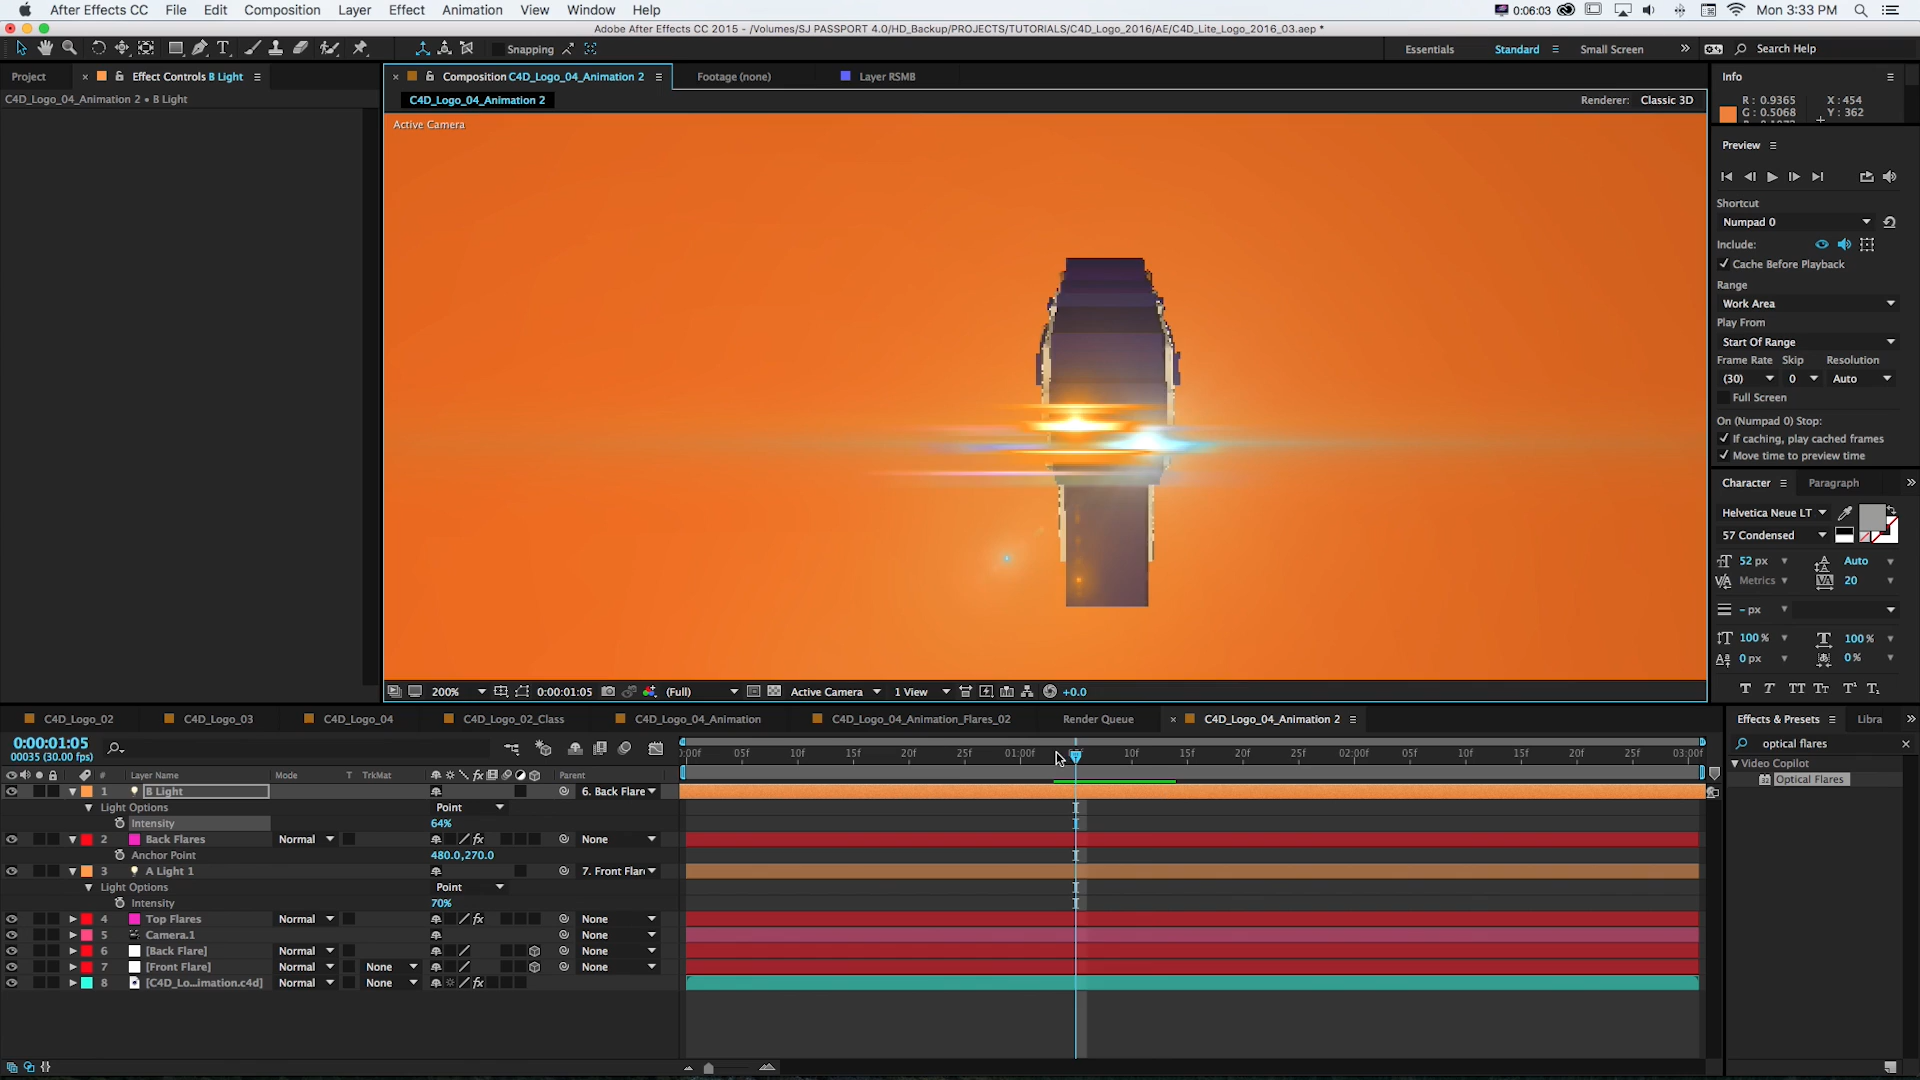 After Effects CC File Edit Composition Layer Effect Animation View Window Help
0:06:03 Mon 3:33 PM
Adobe After Effects CC 2015 - /Volumes/SJ PASSPORT 4.0/HD_Backup/PROJECTS/TUTORIALS/C4D_Logo_2016/AE/C4D_Lite_Logo_2016_03.aep *
Snapping Essentials Standard Small Screen Search Help
Project Effect Controls B Light Composition C4D_Logo_04_Animation 2 Footage (none) Layer RSMB Info
C4D_Logo_04_Animation 2 • B Light
C4D_Logo_04_Animation 2 Renderer: Classic 3D
R: 0.9365 X: 454
G: 0.5068 Y: 362
Active Camera
Preview
Shortcut
Numpad 0
Include:
Cache Before Playback
Range
Work Area
Play From
Start Of Range
Frame Rate Skip Resolution
(30) 0 Auto
Full Screen
On (Numpad 0) Stop:
If caching, play cached frames
Move time to preview time
Character Paragraph
Helvetica Neue LT
57 Condensed
52 px Auto
Metrics 20
- px
100 % 100 %
0 px 0 %
200% 0:00:01:05 (Full) Active Camera 1 View +0.0
C4D_Logo_02 C4D_Logo_03 C4D_Logo_04 C4D_Logo_02_Class C4D_Logo_04_Animation C4D_Logo_04_Animation_Flares_02 Render Queue C4D_Logo_04_Animation 2 Effects & Presets Libra
0:00:01:05
00035 (30.00 fps)
:00f 05f 10f 15f 20f 25f 01:00f 10f 15f 20f 25f 02:00f 05f 10f 15f 20f 25f 03:00f
optical flares
Video Copilot
Optical Flares
# Layer Name Mode T TrkMat Parent
1 B Light 6. Back Flare
Light Options Point
Intensity 64%
2 Back Flares Normal None
Anchor Point 480.0,270.0
3 A Light 1 7. Front Flare
Light Options Point
Intensity 70%
4 Top Flares Normal None
5 Camera.1 None
6 [Back Flare] Normal None
7 [Front Flare] Normal None None
8 [C4D_Lo...imation.c4d] Normal None None